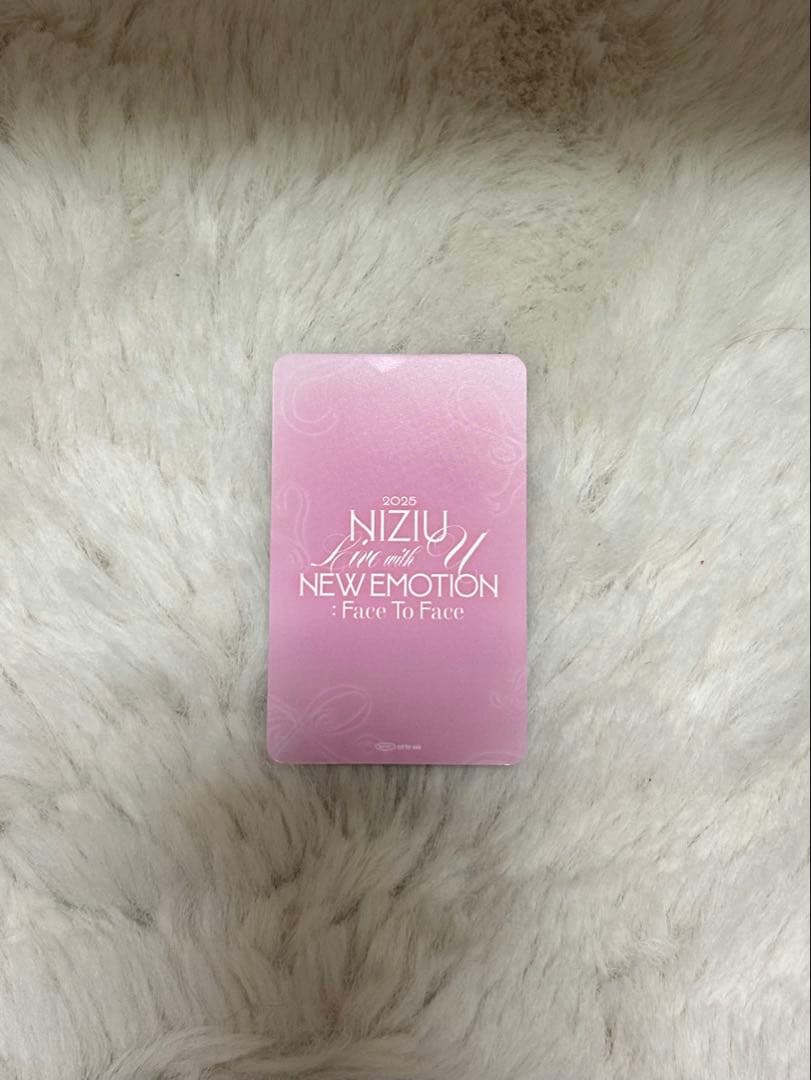 2025
NIZIU
Live with U
NEW EMOTION
: Face To Face